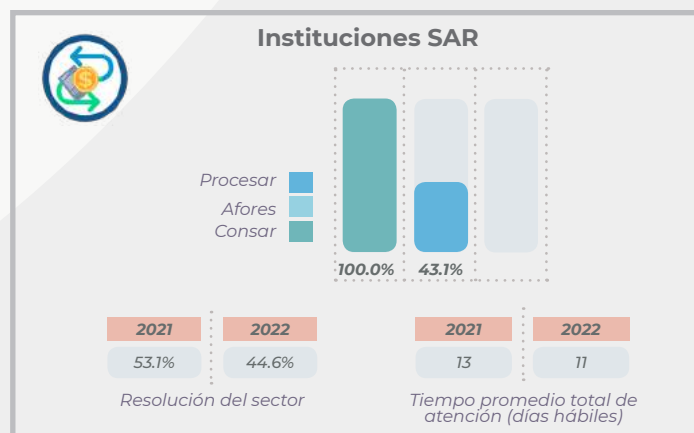 Instituciones SAR
$
Procesar
Afores
Consar
100.0% 43.1%
2021 2022
53.1% 44.6%
Resolución del sector
2021 2022
13 11
Tiempo promedio total de
atención (días hábiles)